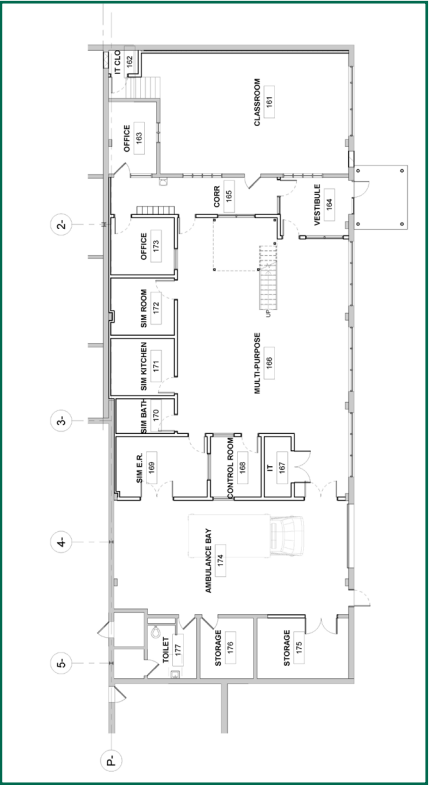 IT CLO
162
OFFICE
163
CLASSROOM
161
CORR
165
VESTIBULE
164
2-
OFFICE
173
SIM ROOM
172
UP
SIM KITCHEN
171
MULTI-PURPOSE
166
3-
SIM BATH
170
SIM E.R.
169
CONTROL ROOM
168
IT
167
4-
AMBULANCE BAY
174
5-
TOILET
177
STORAGE
176
STORAGE
175
P-